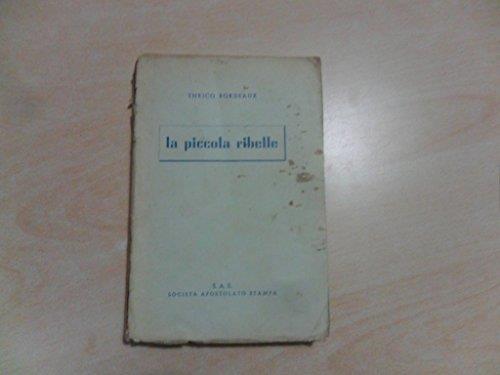 ENRICO BORDEAUX
la piccola ribelle
S. A. S.
SOCIETÀ APOSTOLATO STAMPA